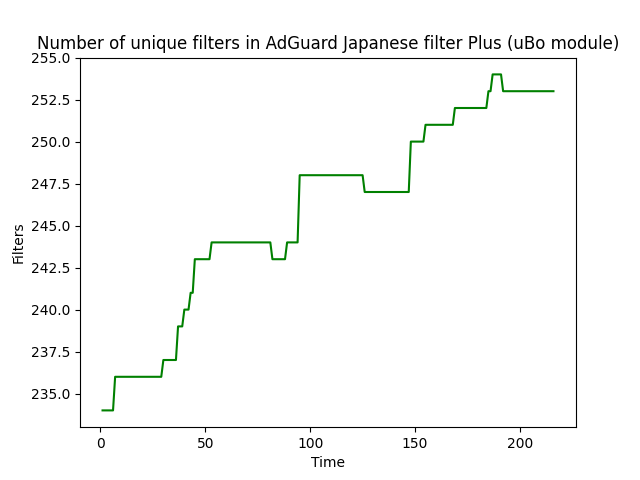 Number of unique filters in AdGuard Japanese filter Plus (uBo module)
255.0
252.5
250.0
247.5
245.0
242.5
240.0
237.5
235.0
Filters
0 50 100 150 200
Time